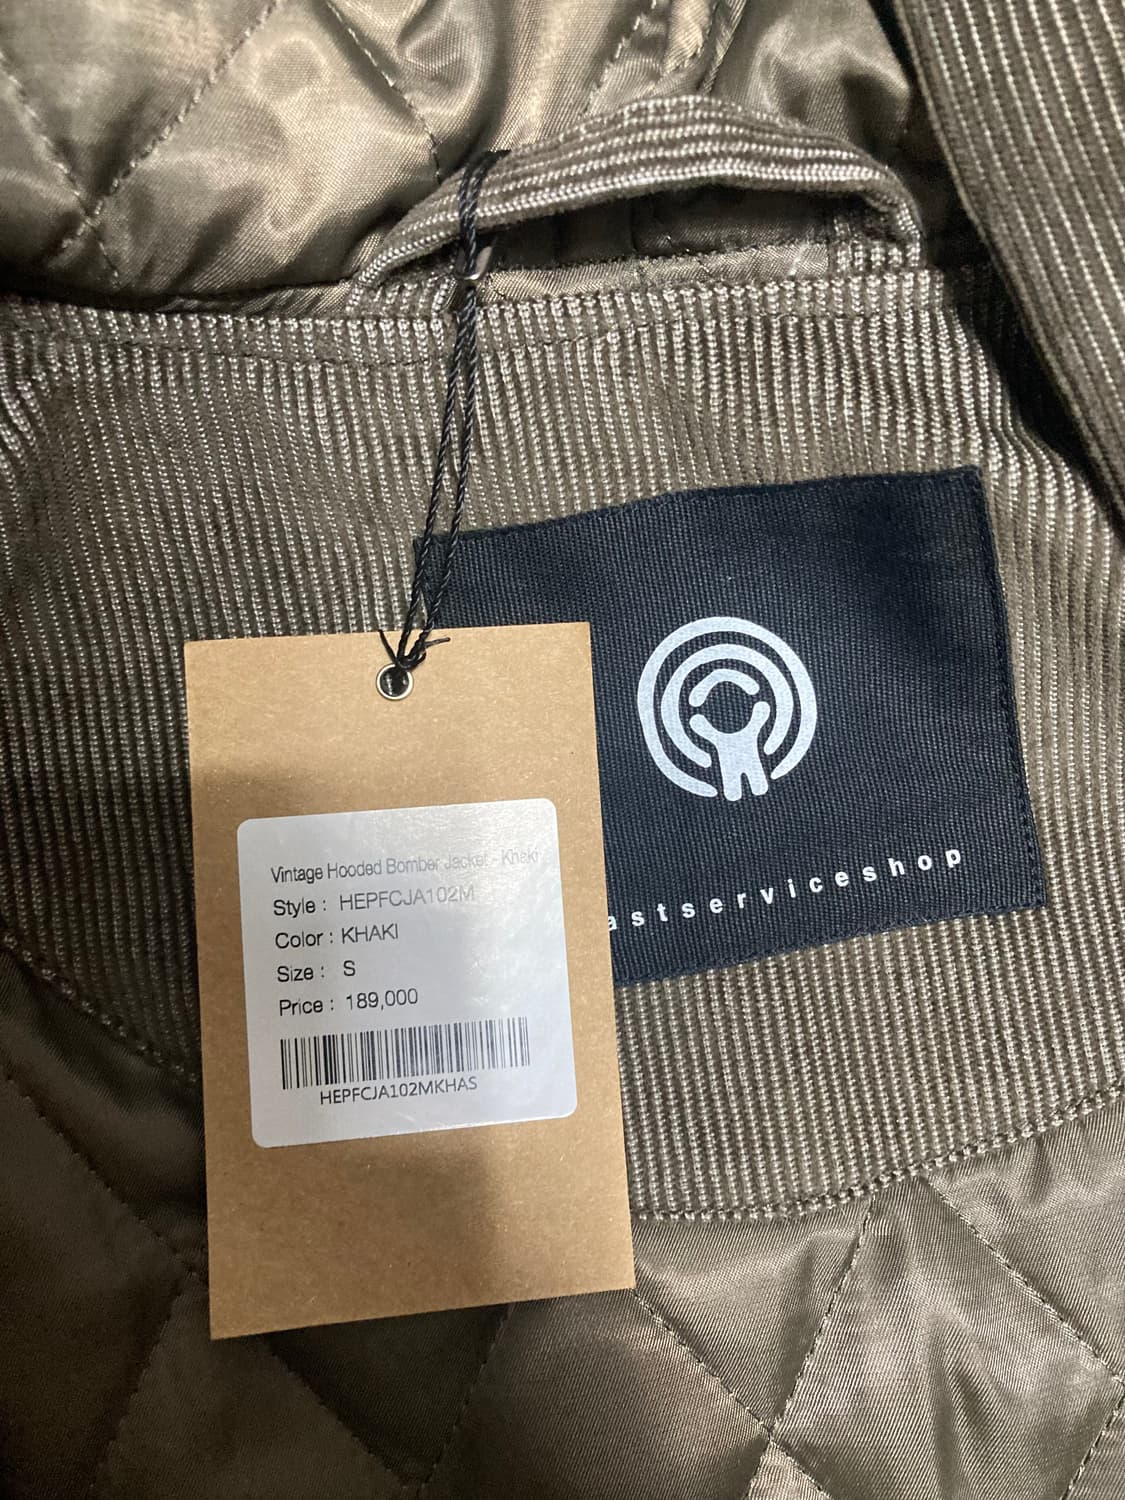 astserviceshop
Vintage Hooded Bomber Jacket - Khaki
Style : HEPFCJA102M
Color : KHAKI
Size : S
Price : 189,000
HEPFCJA102MKHAS